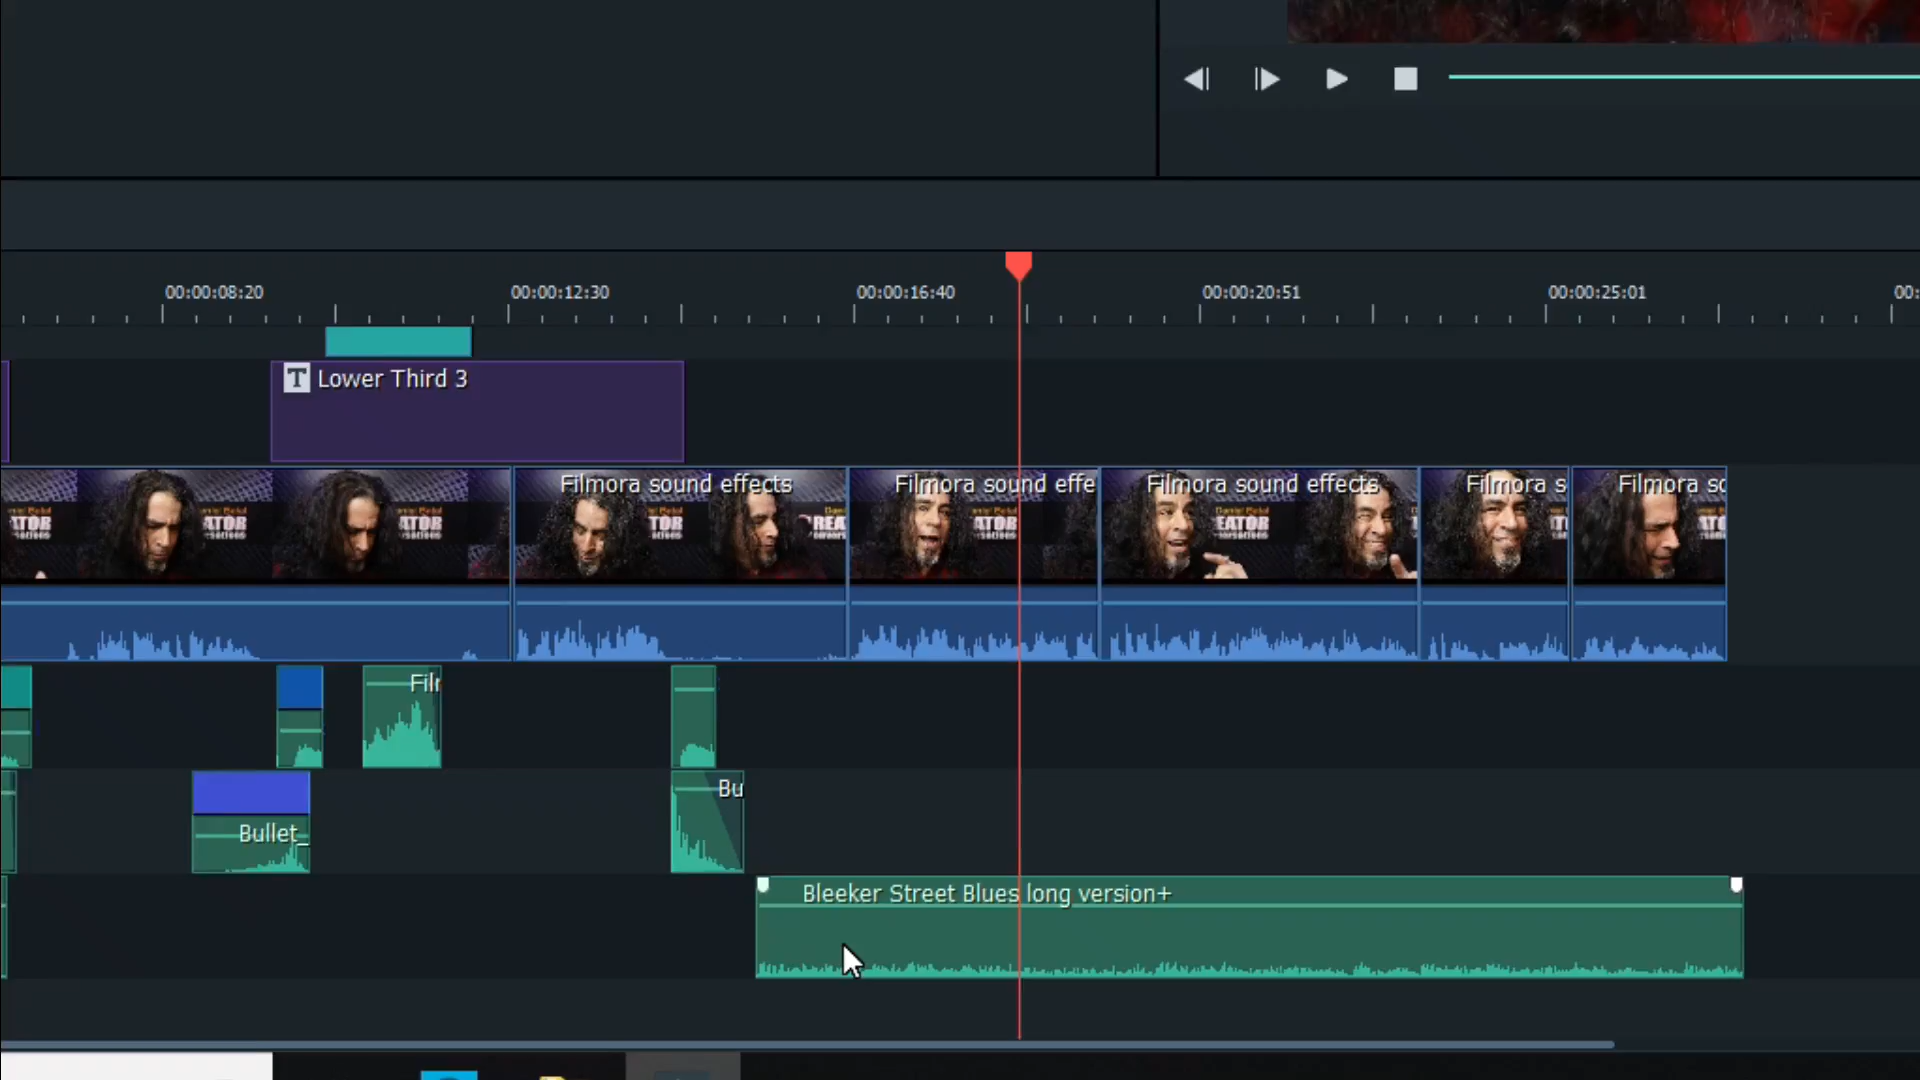 00:00:08:20 00:00:12:30 00:00:16:40 00:00:20:51 00:00:25:01 00:
T Lower Third 3
Filmora sound effects Filmora sound effe Filmora sound effects Filmora s Filmora so
Filr
Bu
Bullet_
Bleeker Street Blues long version+